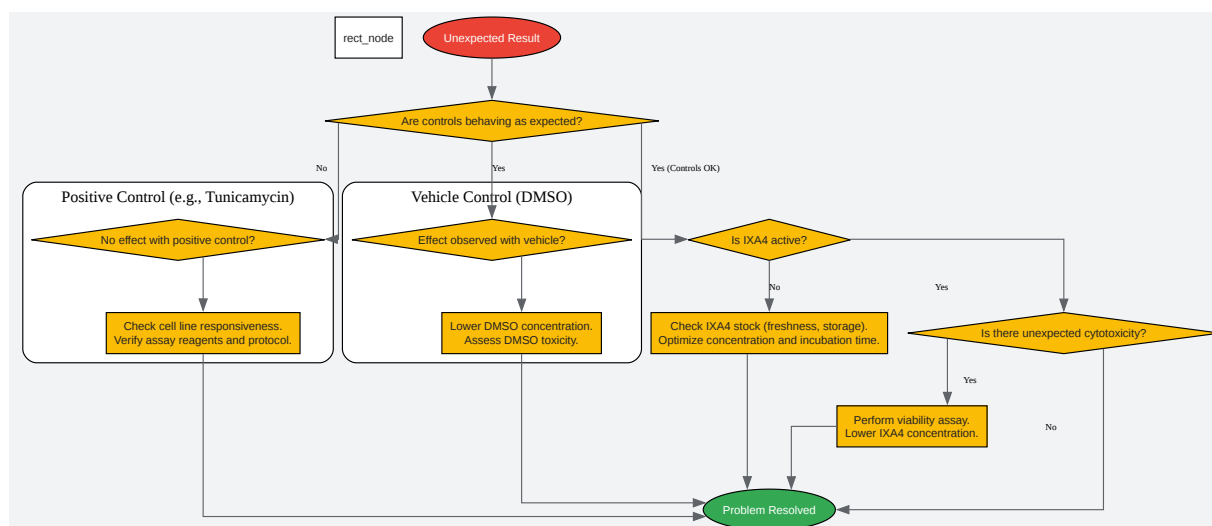 rect_node
Unexpected Result
Are controls behaving as expected?
No
Yes
Yes (Controls OK)
Positive Control (e.g., Tunicamycin)
Vehicle Control (DMSO)
No effect with positive control?
Effect observed with vehicle?
Is IXA4 active?
No
Yes
Check cell line responsiveness.
Verify assay reagents and protocol.
Lower DMSO concentration.
Assess DMSO toxicity.
Check IXA4 stock (freshness, storage).
Optimize concentration and incubation time.
Is there unexpected cytotoxicity?
Yes
Perform viability assay.
Lower IXA4 concentration.
No
Problem Resolved